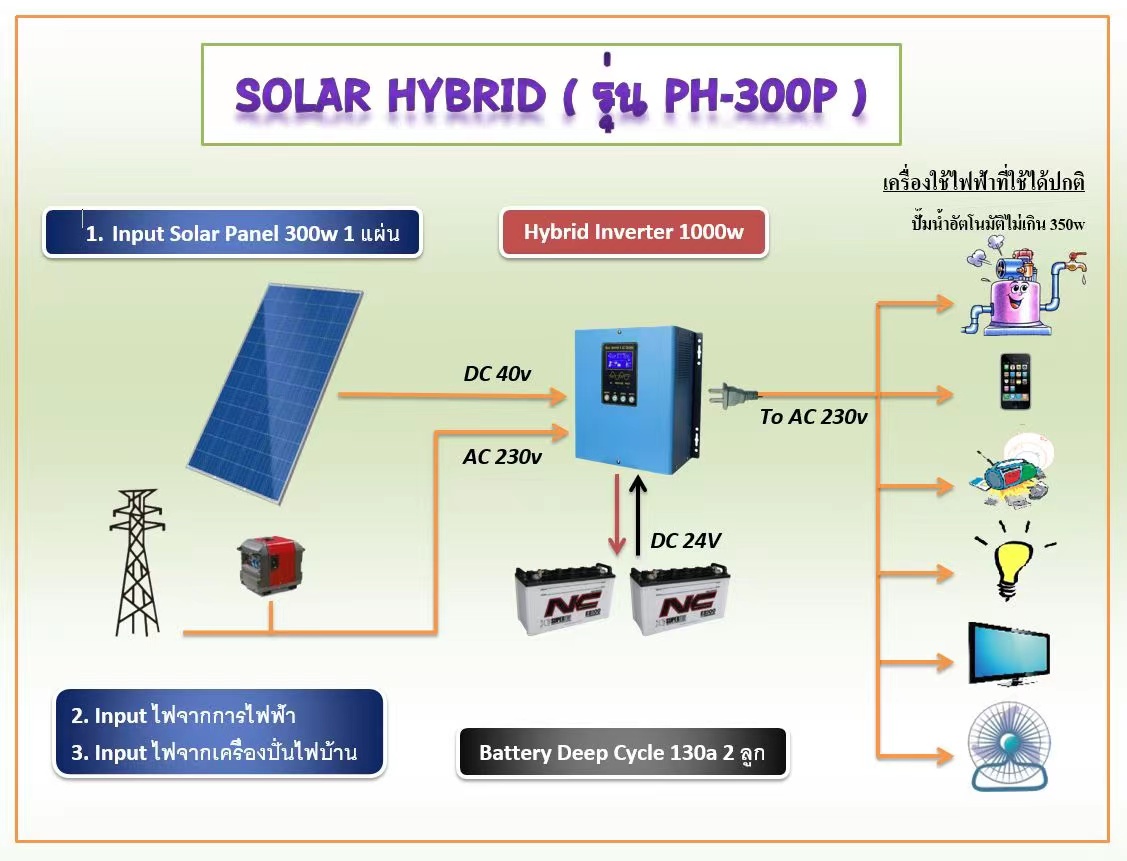 SOLAR HYBRID ( รุ่น PH-300P )
เครื่องใช้ไฟฟ้าที่ใช้ได้ปกติ
ปั๊มน้ำอัตโนมัติไม่เกิน 350w
1. Input Solar Panel 300w 1 แผ่น
Hybrid Inverter 1000w
DC 40v
AC 230v
To AC 230v
DC 24V
NC
NC
2. Input ไฟจากการไฟฟ้า
3. Input ไฟจากเครื่องปั่นไฟบ้าน
Battery Deep Cycle 130a 2 ลูก